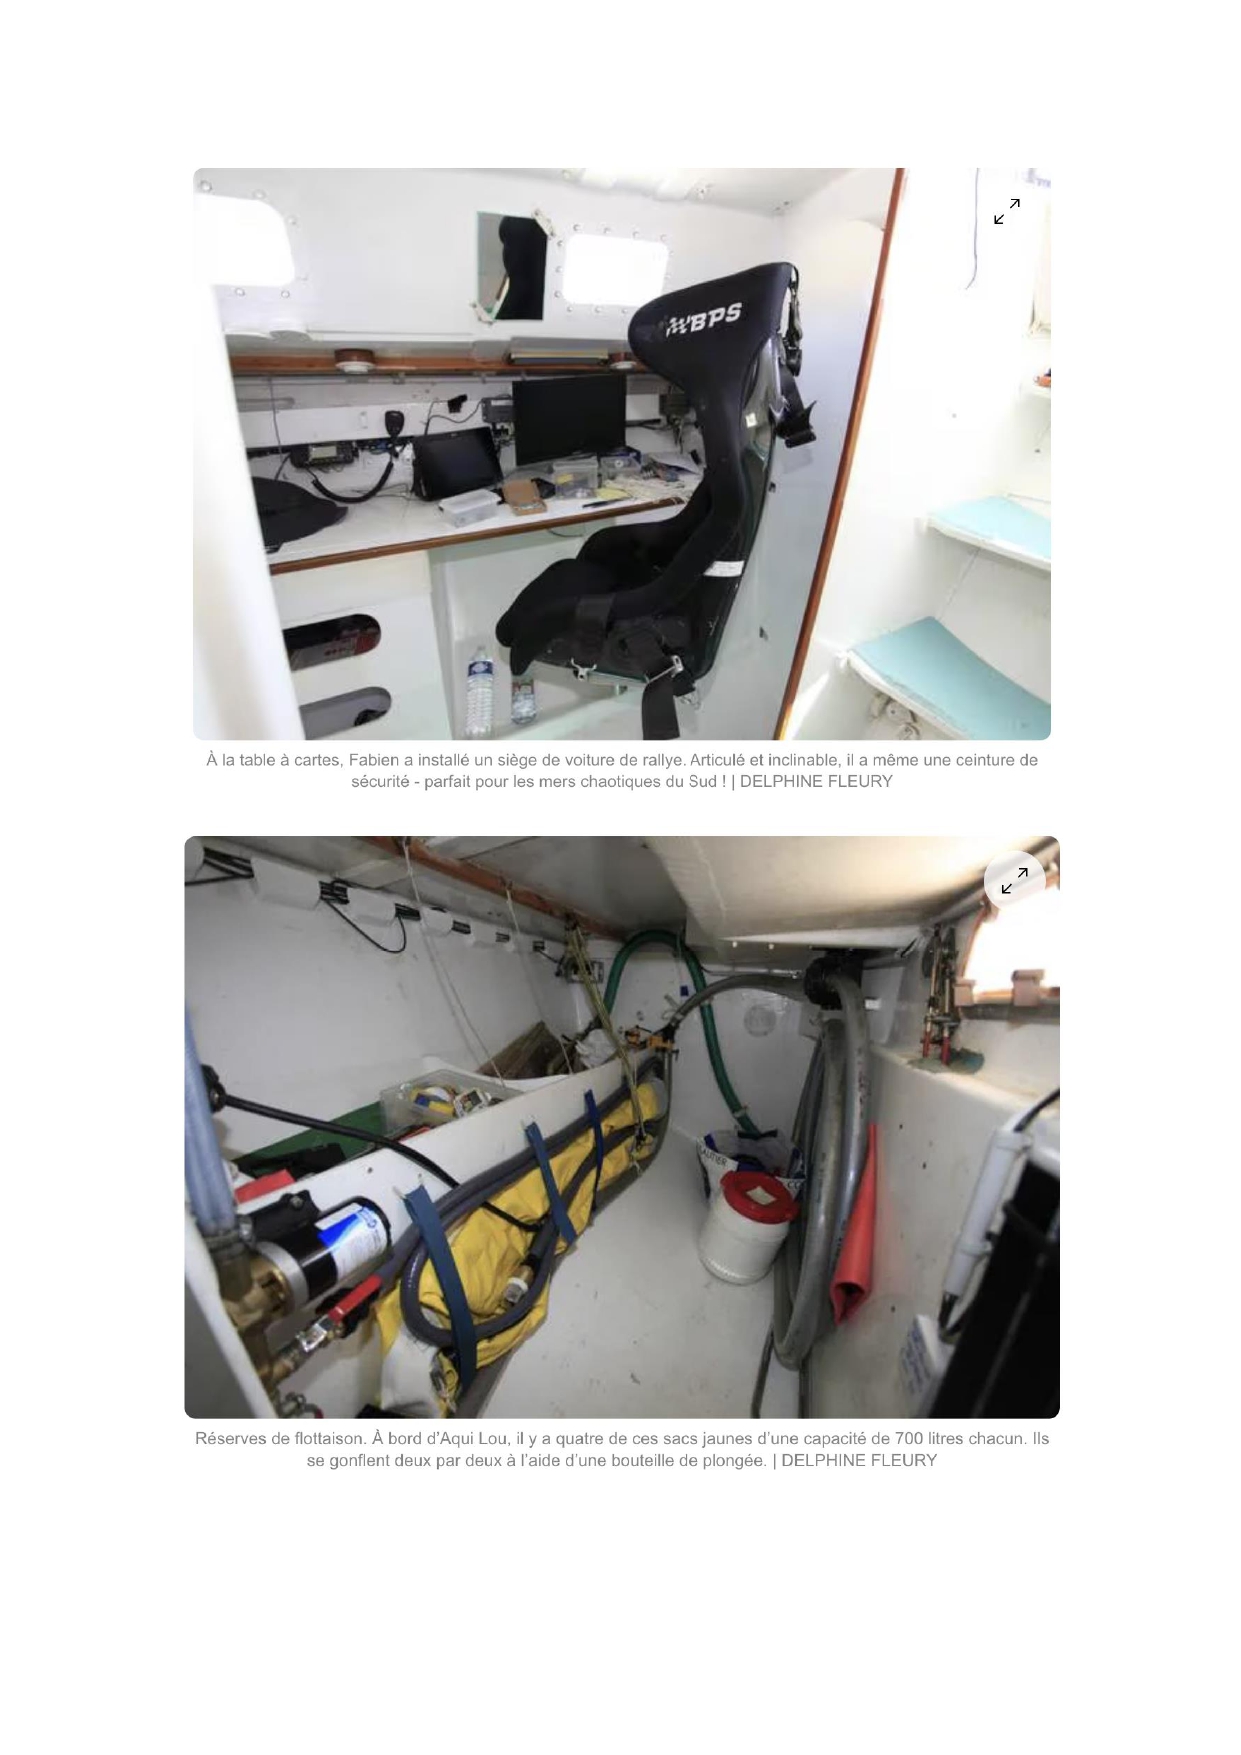 BPS
À la table à cartes, Fabien a installé un siège de voiture de rallye. Articulé et inclinable, il a même une ceinture de
sécurité - parfait pour les mers chaotiques du Sud ! | DELPHINE FLEURY
Réserves de flottaison. À bord d’Aqui Lou, il y a quatre de ces sacs jaunes d’une capacité de 700 litres chacun. Ils
se gonflent deux par deux à l’aide d’une bouteille de plongée. | DELPHINE FLEURY